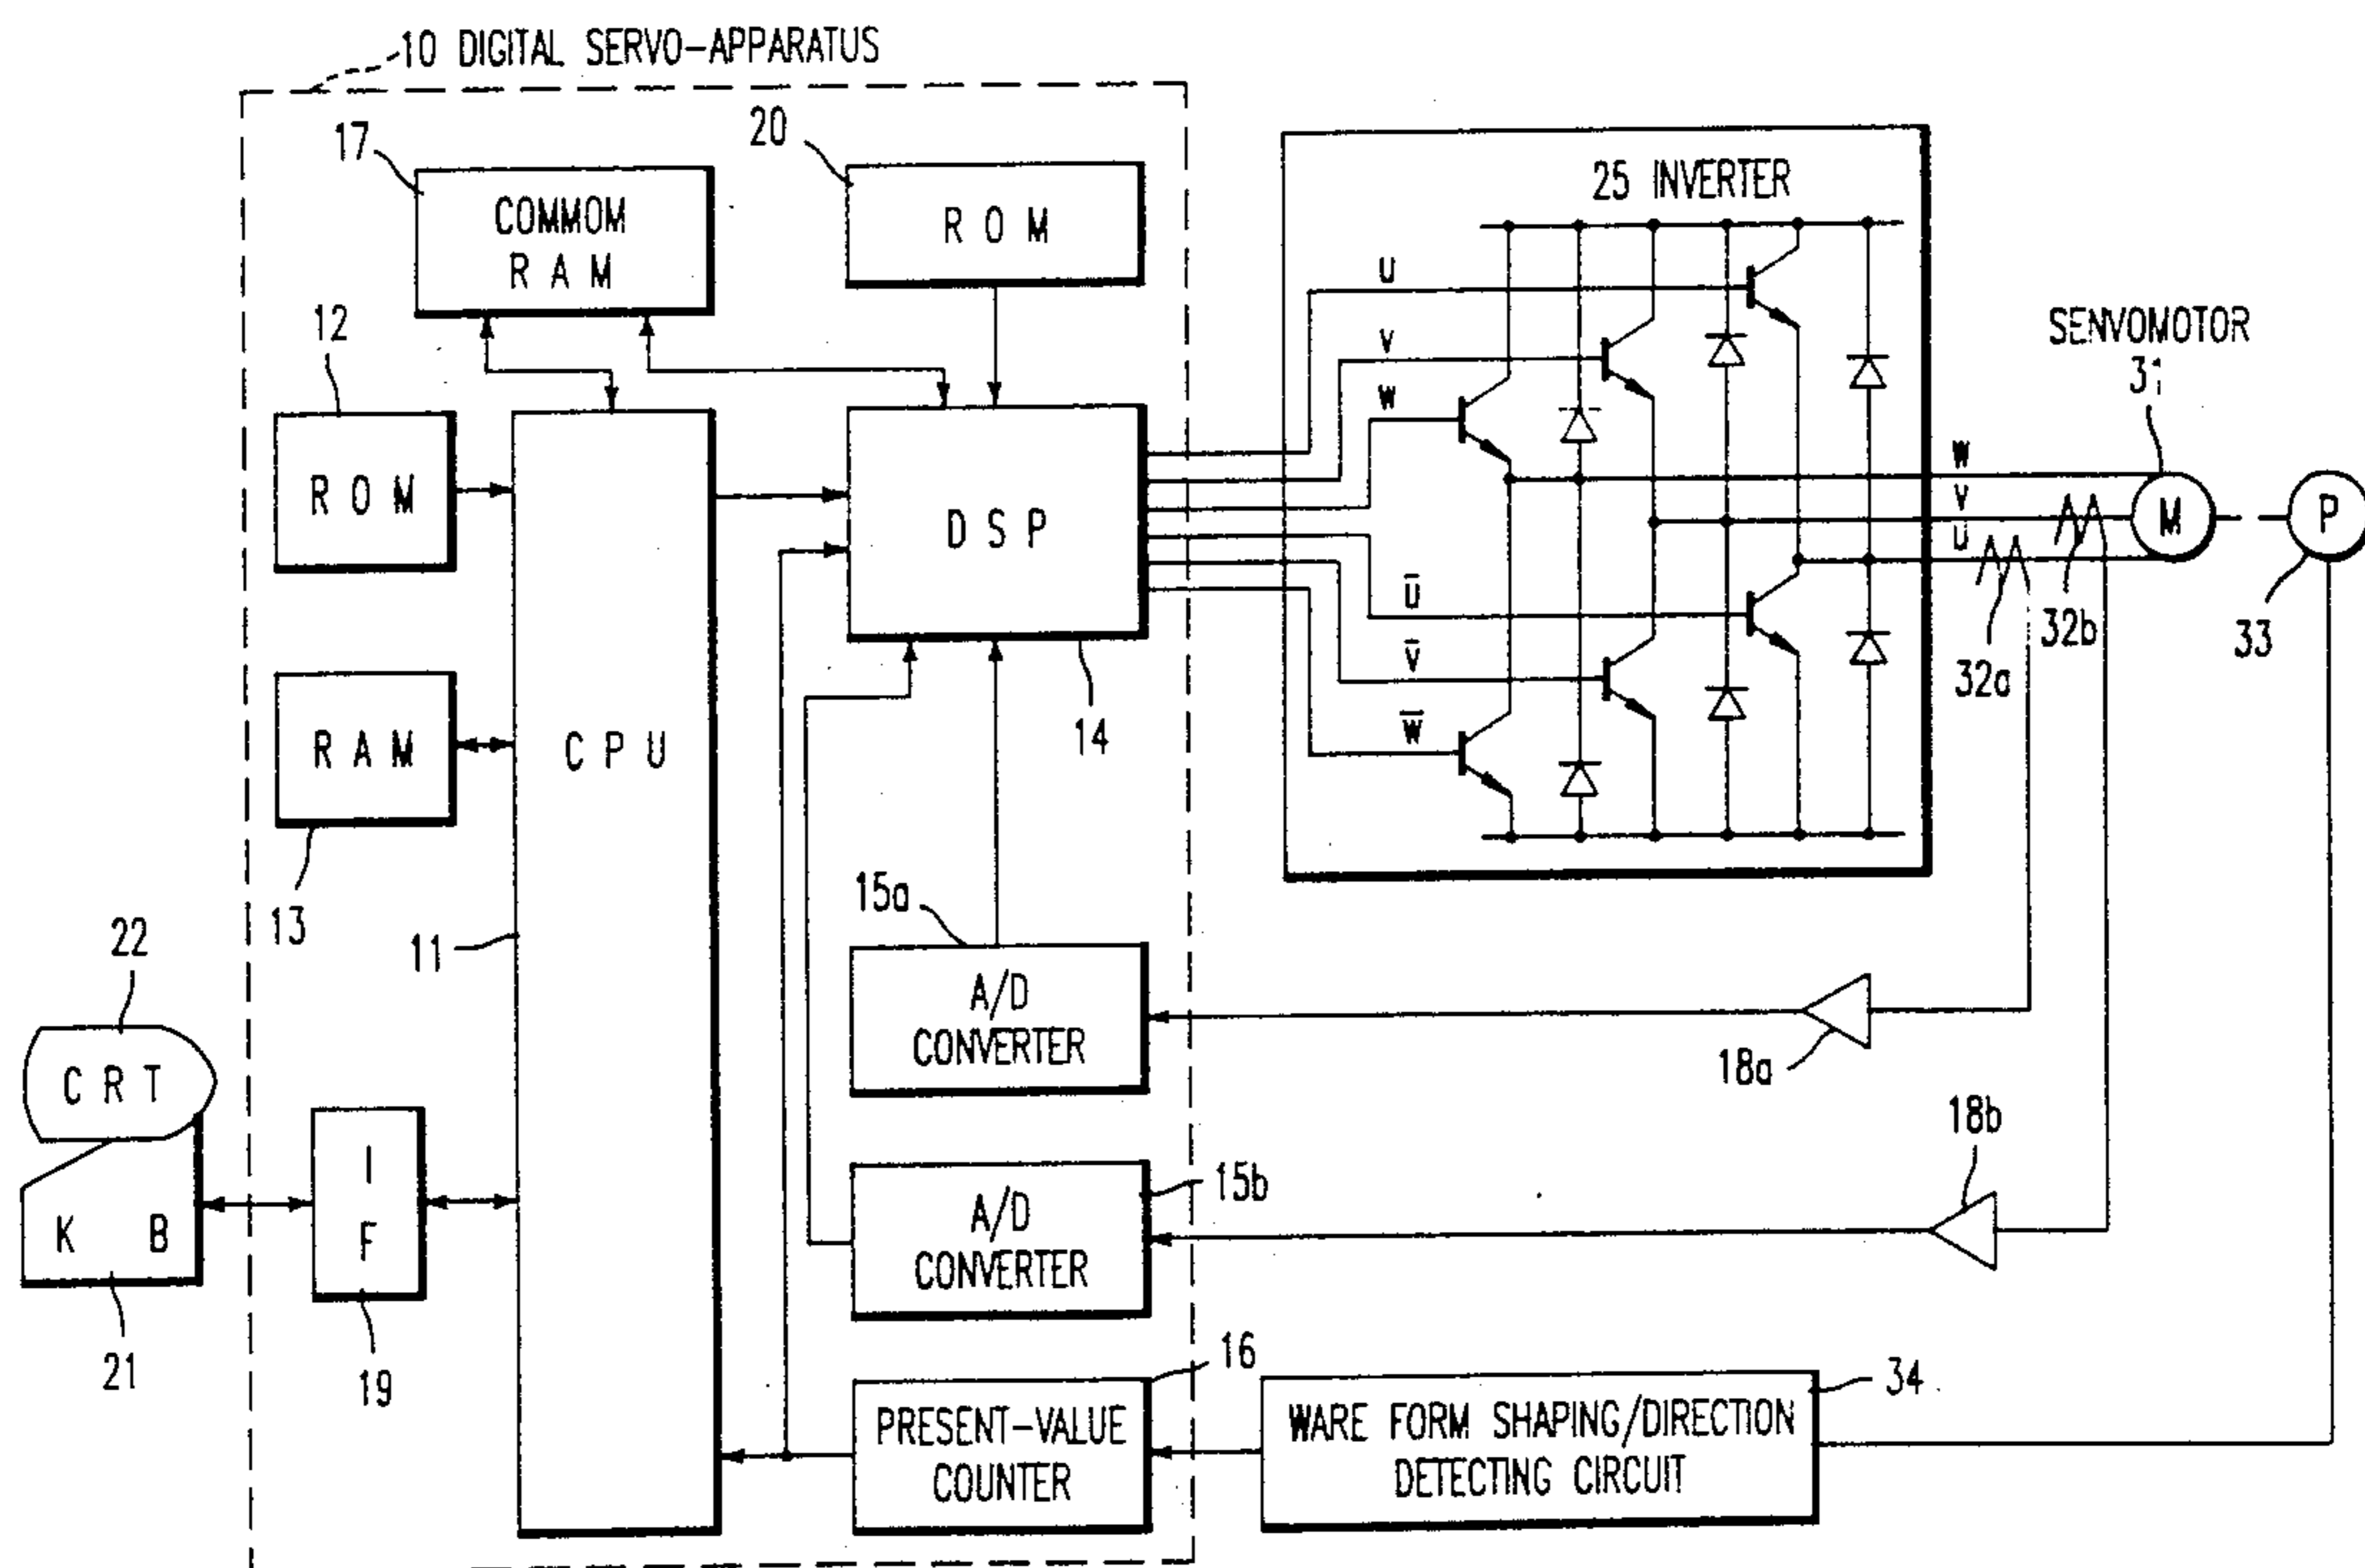 10 DIGITAL SERVO-APPARATUS
17
COMMOM
RAM
20
ROM
25 INVERTER
U
V
W
U̅
V̅
W̅
SENVOMOTOR
31
W
V
U
M
P
32a
32b
33
12
ROM
RAM
13
CPU
11
DSP
14
15a
A/D
CONVERTER
18a
15b
A/D
CONVERTER
18b
22
CRT
K B
21
I
F
19
16
PRESENT-VALUE
COUNTER
34
WARE FORM SHAPING/DIRECTION
DETECTING CIRCUIT